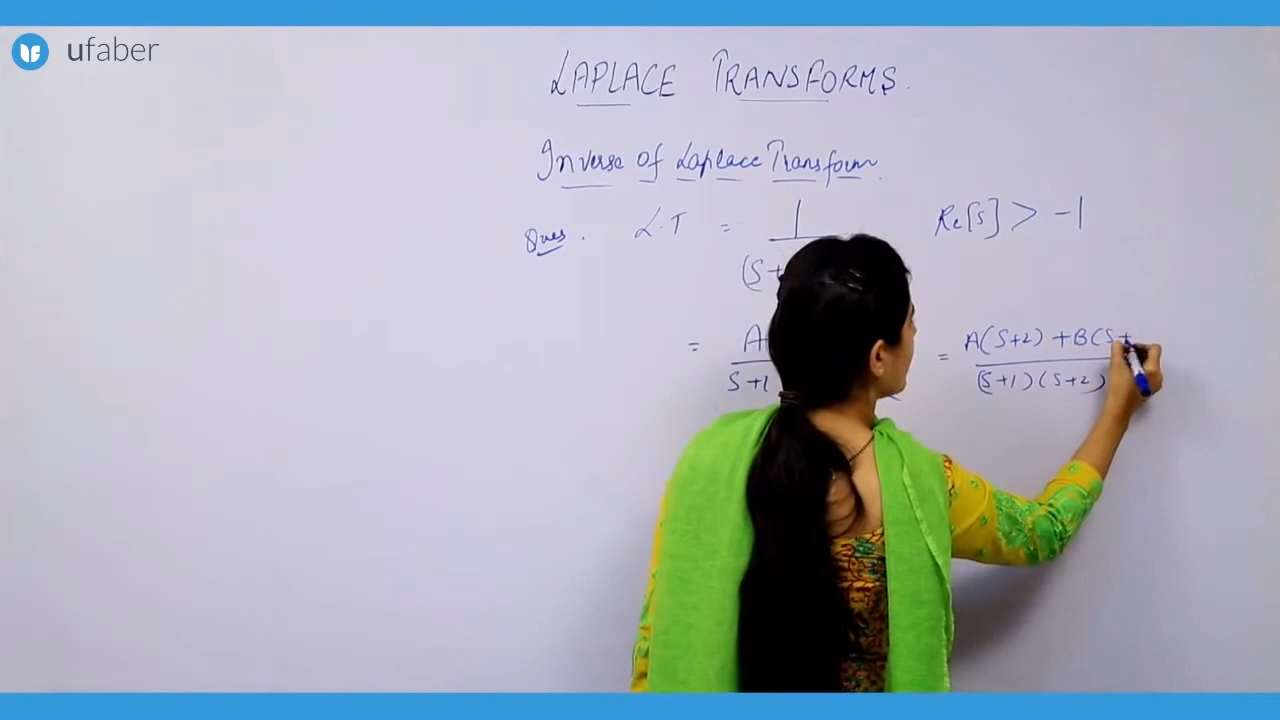 ufaber
LAPLACE TRANSFORMS.
Inverse of Laplace Transform.
Ques. L.T = 1 Re[s] > -1
(S+
= A = A(S+2) + B(S+
S+1 (S+1)(S+2)